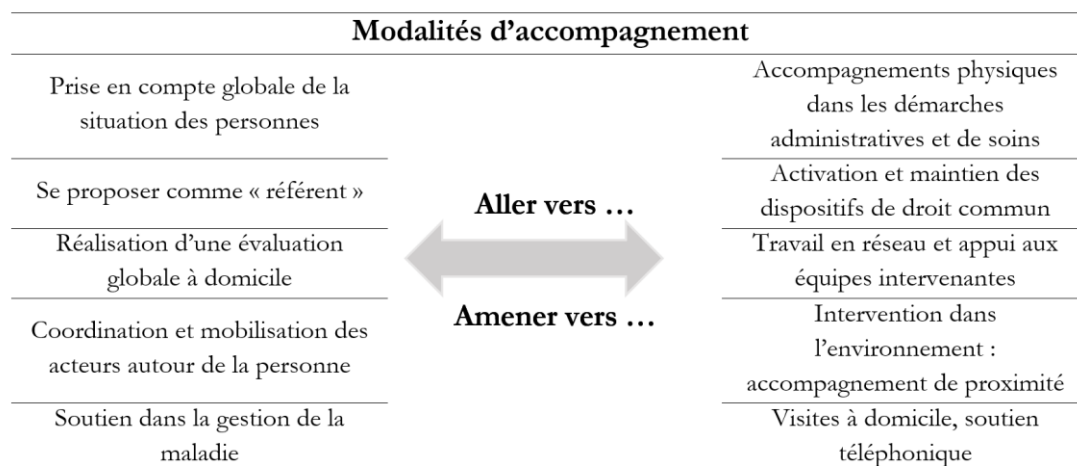 Modalités d’accompagnement
Prise en compte globale de la
situation des personnes
Se proposer comme « référent »
Réalisation d’une évaluation
globale à domicile
Coordination et mobilisation des
acteurs autour de la personne
Soutien dans la gestion de la
maladie
Aller vers …
Amener vers …
Accompagnements physiques
dans les démarches
administratives et de soins
Activation et maintien des
dispositifs de droit commun
Travail en réseau et appui aux
équipes intervenantes
Intervention dans
l’environnement :
accompagnement de proximité
Visites à domicile, soutien
téléphonique